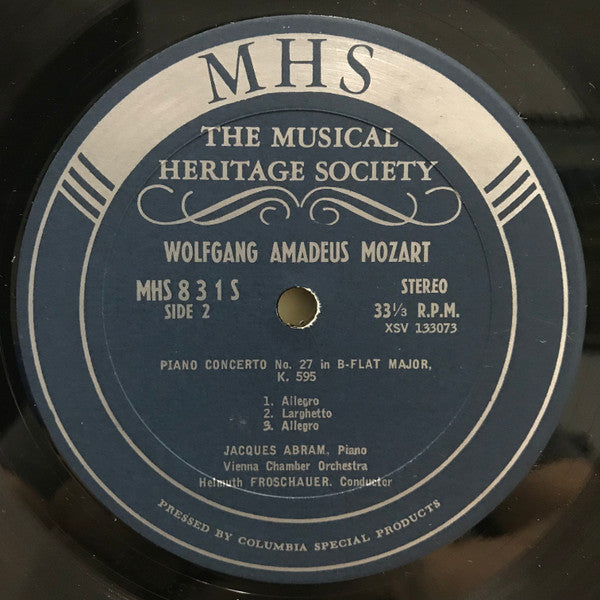 MHS
THE MUSICAL
HERITAGE SOCIETY
WOLFGANG AMADEUS MOZART
MHS 831S
SIDE 2
STEREO
33⅓ R.P.M.
XSV 133073
PIANO CONCERTO No. 27 in B-FLAT MAJOR,
K. 595
1. Allegro
2. Larghetto
3. Allegro
JACQUES ABRAM, Piano
Vienna Chamber Orchestra
Helmuth FROSCHAUER, Conductor
PRESSED BY COLUMBIA SPECIAL PRODUCTS